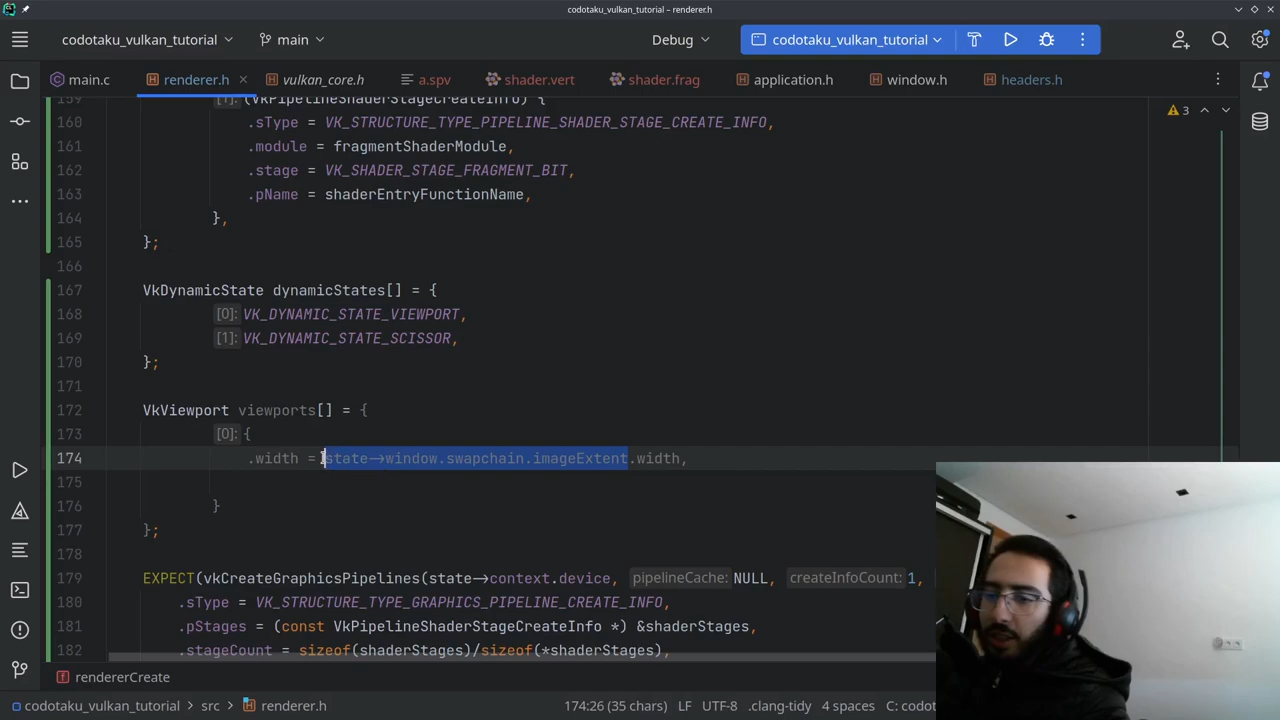 codotaku_vulkan_tutorial – renderer.h
codotaku_vulkan_tutorial
main
Debug
codotaku_vulkan_tutorial
main.c
renderer.h
vulkan_core.h
a.spv
shader.vert
shader.frag
application.h
window.h
headers.h
159 [1]:(VkPipelineShaderStageCreateInfo) {
160 .sType = VK_STRUCTURE_TYPE_PIPELINE_SHADER_STAGE_CREATE_INFO,
161 .module = fragmentShaderModule,
162 .stage = VK_SHADER_STAGE_FRAGMENT_BIT,
163 .pName = shaderEntryFunctionName,
164 },
165 };
166
167 VkDynamicState dynamicStates[] = {
168 [0]:VK_DYNAMIC_STATE_VIEWPORT,
169 [1]:VK_DYNAMIC_STATE_SCISSOR,
170 };
171
172 VkViewport viewports[] = {
173 [0]:{
174 .width = state->window.swapchain.imageExtent.width,
175
176 }
177 };
178
179 EXPECT(vkCreateGraphicsPipelines(state->context.device, pipelineCache: NULL, createInfoCount: 1,
180 .sType = VK_STRUCTURE_TYPE_GRAPHICS_PIPELINE_CREATE_INFO,
181 .pStages = (const VkPipelineShaderStageCreateInfo *) &shaderStages,
182 .stageCount = sizeof(shaderStages)/sizeof(*shaderStages),
3
rendererCreate
codotaku_vulkan_tutorial > src > renderer.h
174:26 (35 chars) LF UTF-8 .clang-tidy 4 spaces C: codot